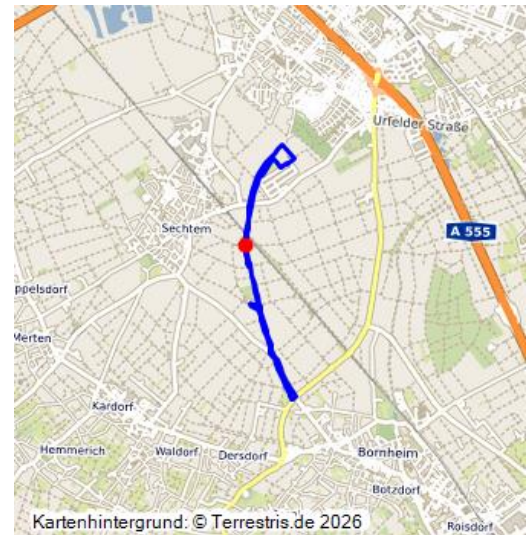 Urfelder Straße
Sechtem
A 555
ppelsdorf
Merten
Kardorf
Hemmerich
Waldorf
Dersdorf
Bornheim
Botzdorf
Roisdorf
Kartenhintergrund: © Terrestris.de 2026